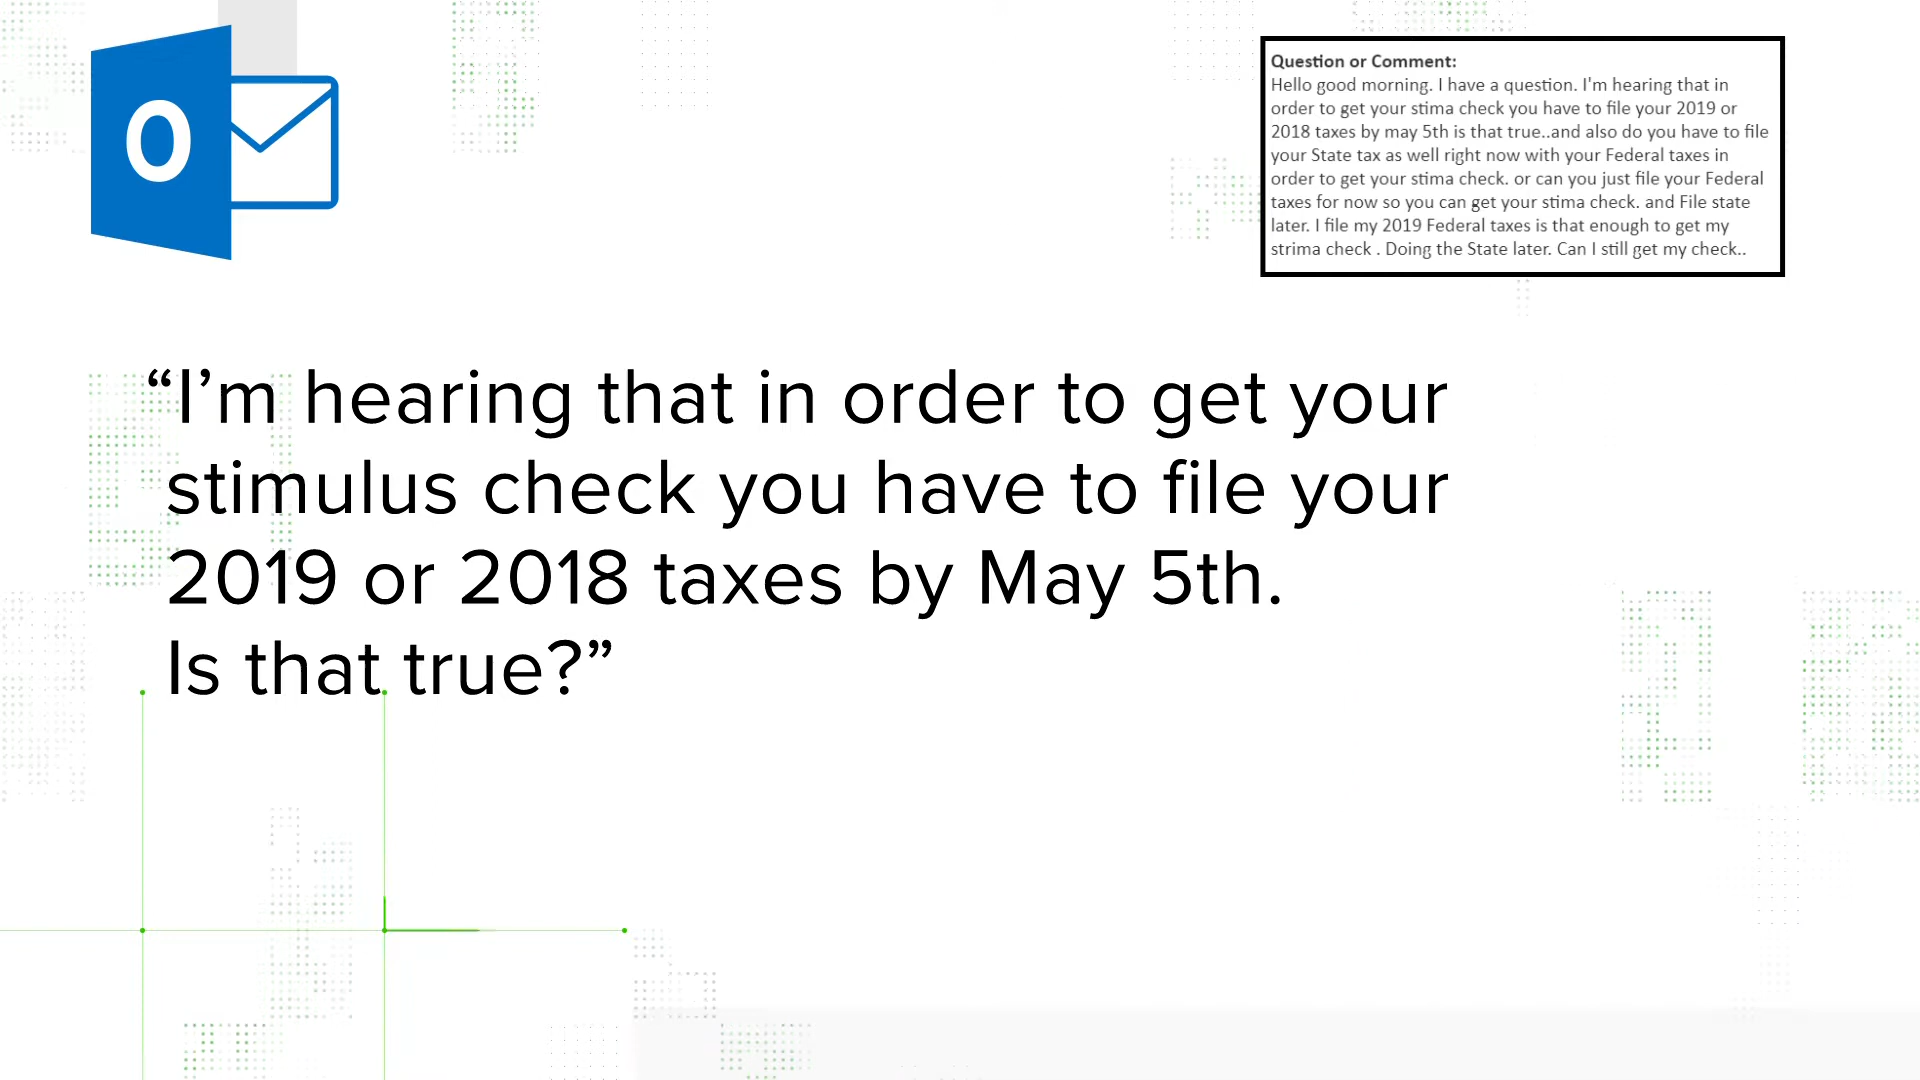 O
Question or Comment:
Hello good morning. I have a question. I'm hearing that in
order to get your stima check you have to file your 2019 or
2018 taxes by may 5th is that true..and also do you have to file
your State tax as well right now with your Federal taxes in
order to get your stima check. or can you just file your Federal
taxes for now so you can get your stima check. and File state
later. I file my 2019 Federal taxes is that enough to get my
strima check . Doing the State later. Can I still get my check..
“I’m hearing that in order to get your
stimulus check you have to file your
2019 or 2018 taxes by May 5th.
Is that true?”